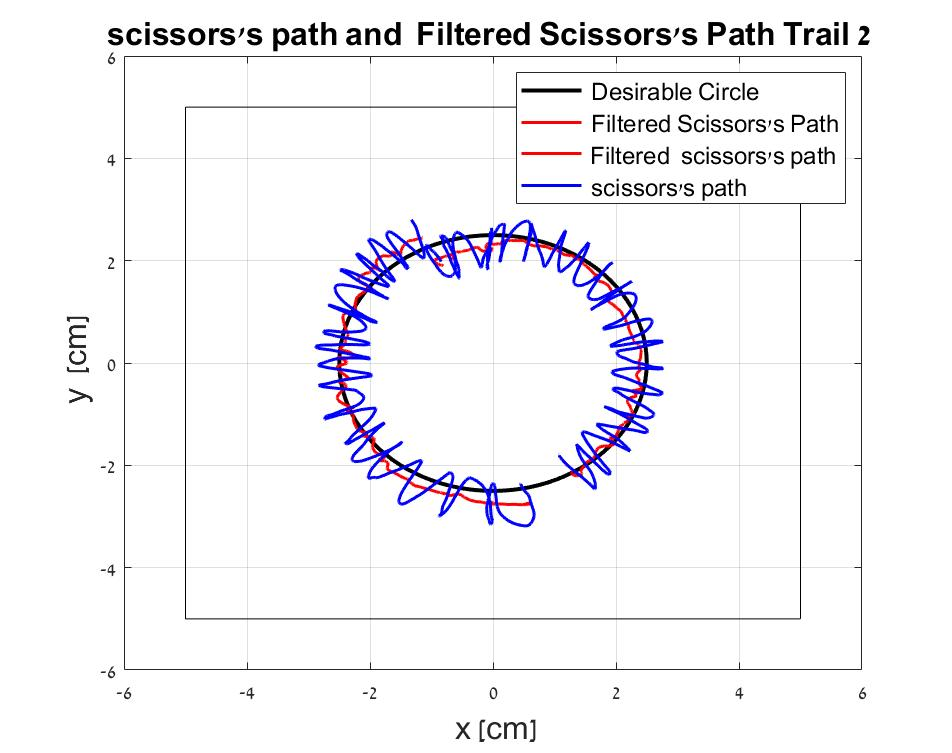 scissors's path and Filtered Scissors's Path Trail 2
Desirable Circle
Filtered Scissors's Path
Filtered scissors's path
scissors's path
6
4
2
0
-2
-4
-6
y [cm]
-6 -4 -2 0 2 4 6
x [cm]